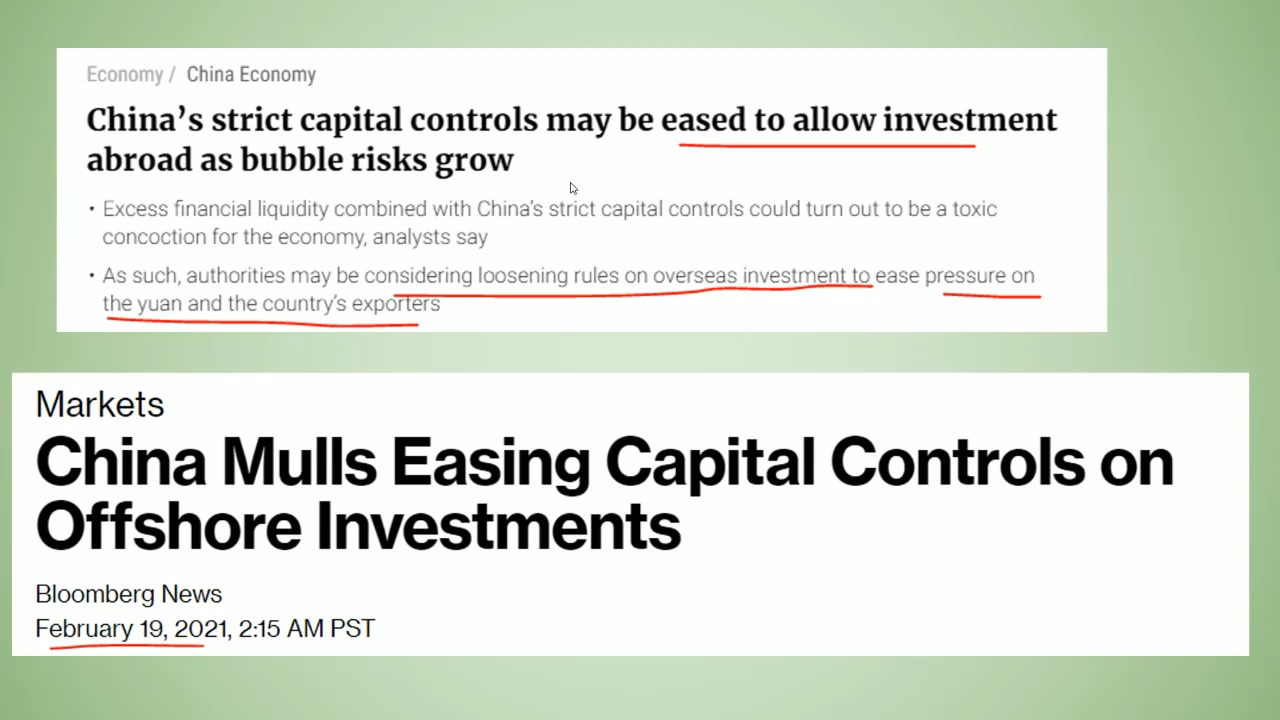 Economy / China Economy
China’s strict capital controls may be eased to allow investment
abroad as bubble risks grow
• Excess financial liquidity combined with China’s strict capital controls could turn out to be a toxic
concoction for the economy, analysts say
• As such, authorities may be considering loosening rules on overseas investment to ease pressure on
the yuan and the country’s exporters
Markets
China Mulls Easing Capital Controls on
Offshore Investments
Bloomberg News
February 19, 2021, 2:15 AM PST